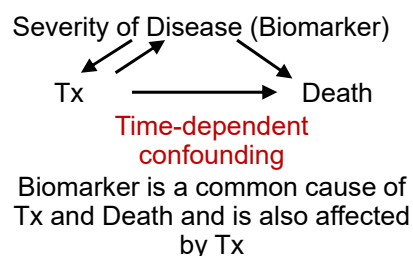 Severity of Disease (Biomarker)
Tx Death
Time-dependent
confounding
Biomarker is a common cause of
Tx and Death and is also affected
by Tx